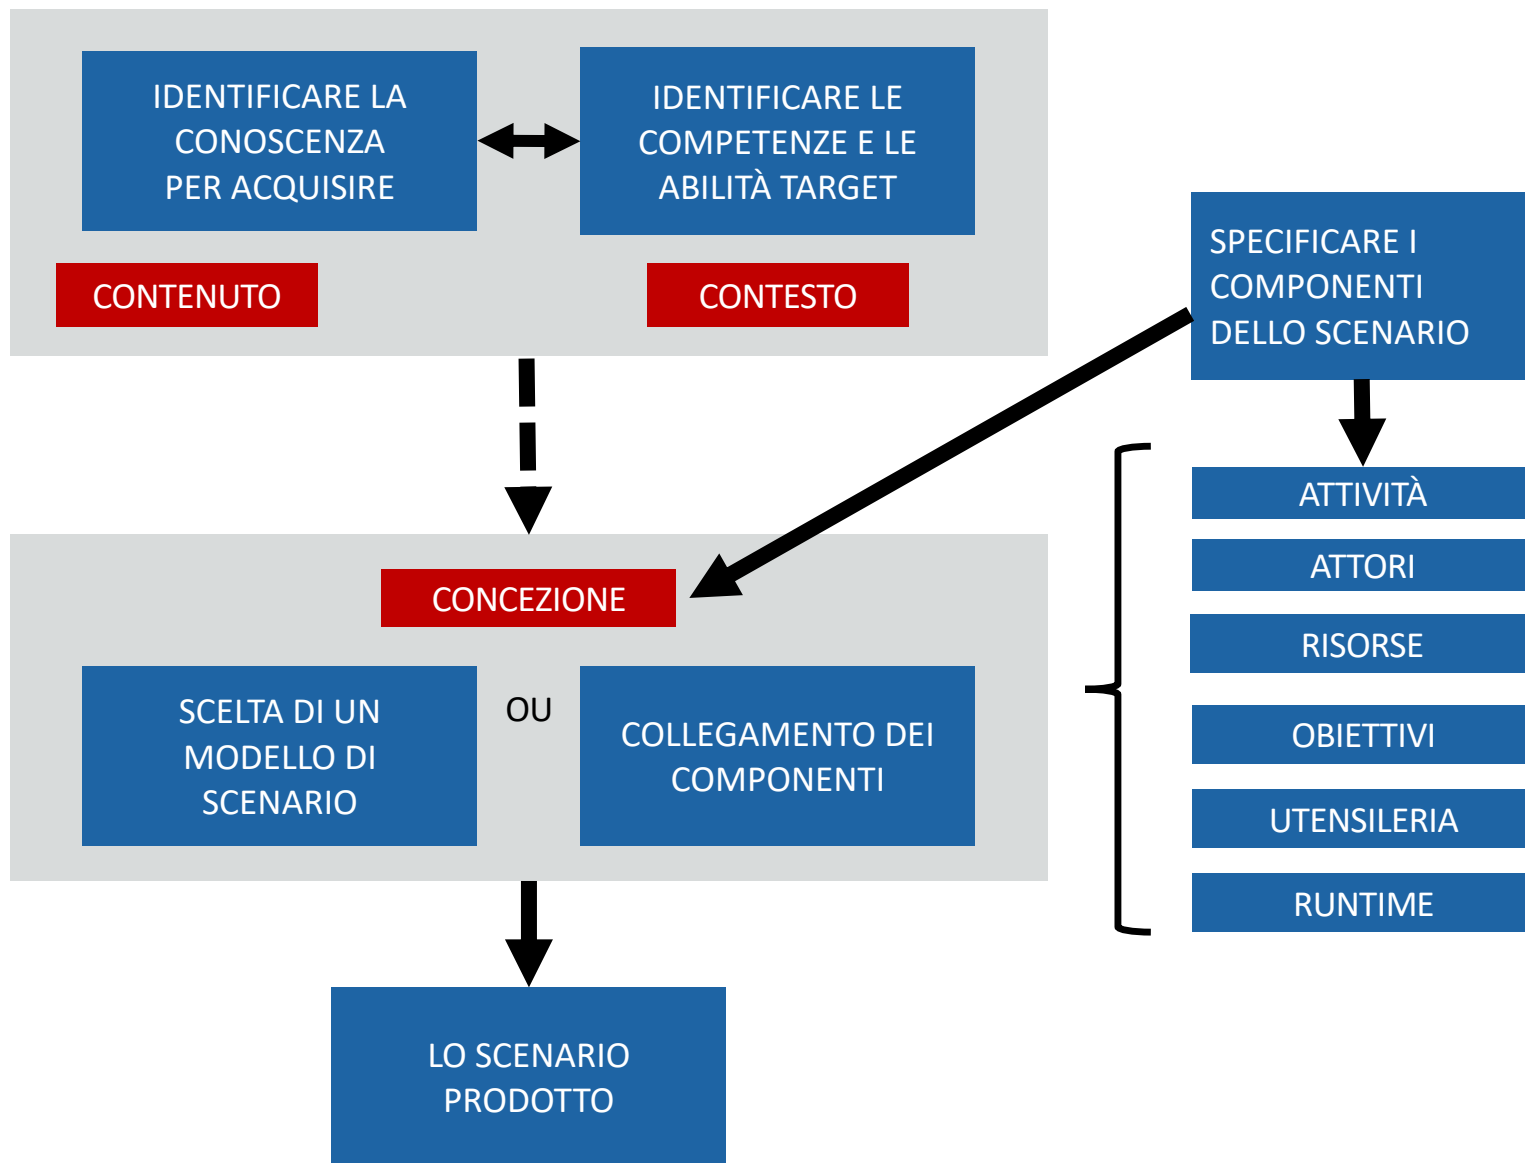 IDENTIFICARE LA
CONOSCENZA
PER ACQUISIRE
IDENTIFICARE LE
COMPETENZE E LE
ABILITÀ TARGET
CONTENUTO
CONTESTO
SPECIFICARE I
COMPONENTI
DELLO SCENARIO
ATTIVITÀ
ATTORI
RISORSE
OBIETTIVI
UTENSILERIA
RUNTIME
CONCEZIONE
SCELTA DI UN
MODELLO DI
SCENARIO
OU
COLLEGAMENTO DEI
COMPONENTI
LO SCENARIO
PRODOTTO